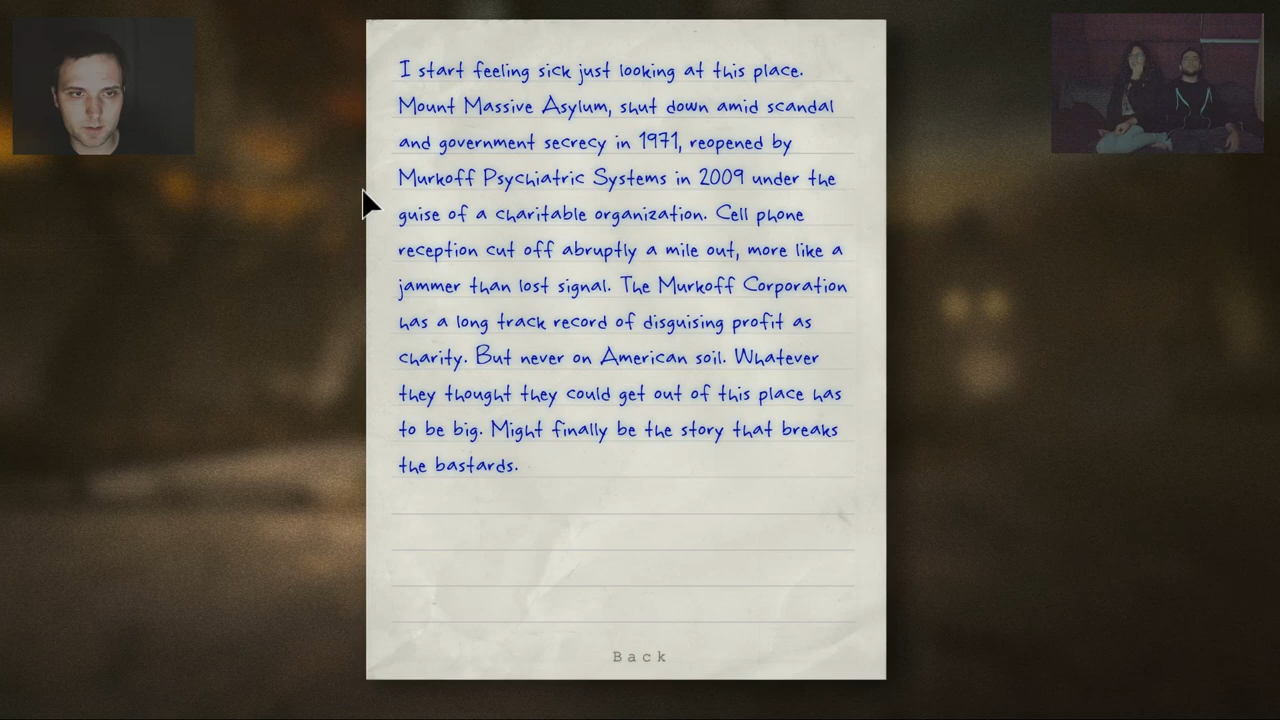 I start feeling sick just looking at this place.
Mount Massive Asylum, shut down amid scandal
and government secrecy in 1971, reopened by
Murkoff Psychiatric Systems in 2009 under the
guise of a charitable organization. Cell phone
reception cut off abruptly a mile out, more like a
jammer than lost signal. The Murkoff Corporation
has a long track record of disguising profit as
charity. But never on American soil. Whatever
they thought they could get out of this place has
to be big. Might finally be the story that breaks
the bastards.
Back